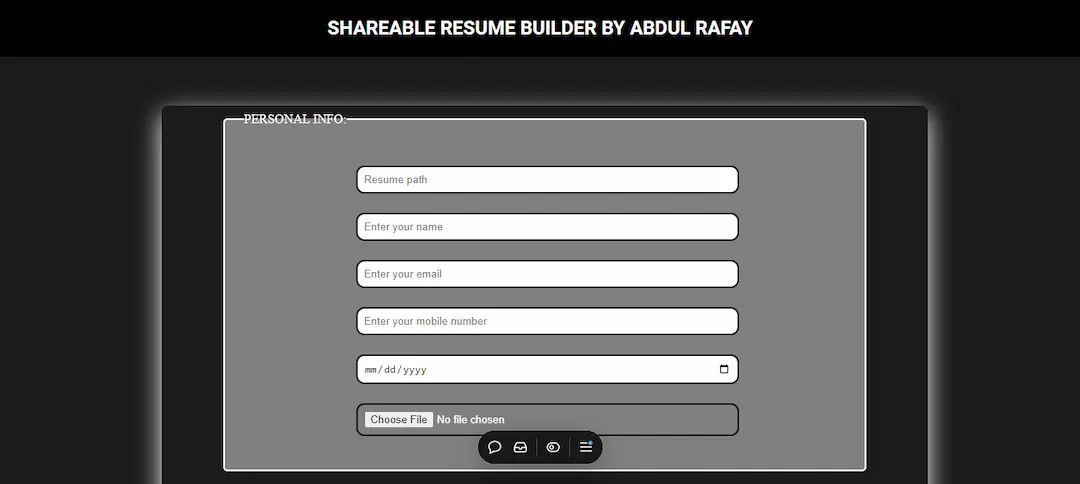 SHAREABLE RESUME BUILDER BY ABDUL RAFAY
PERSONAL INFO:
Resume path
Enter your name
Enter your email
Enter your mobile number
mm/dd/yyyy
Choose File No file chosen